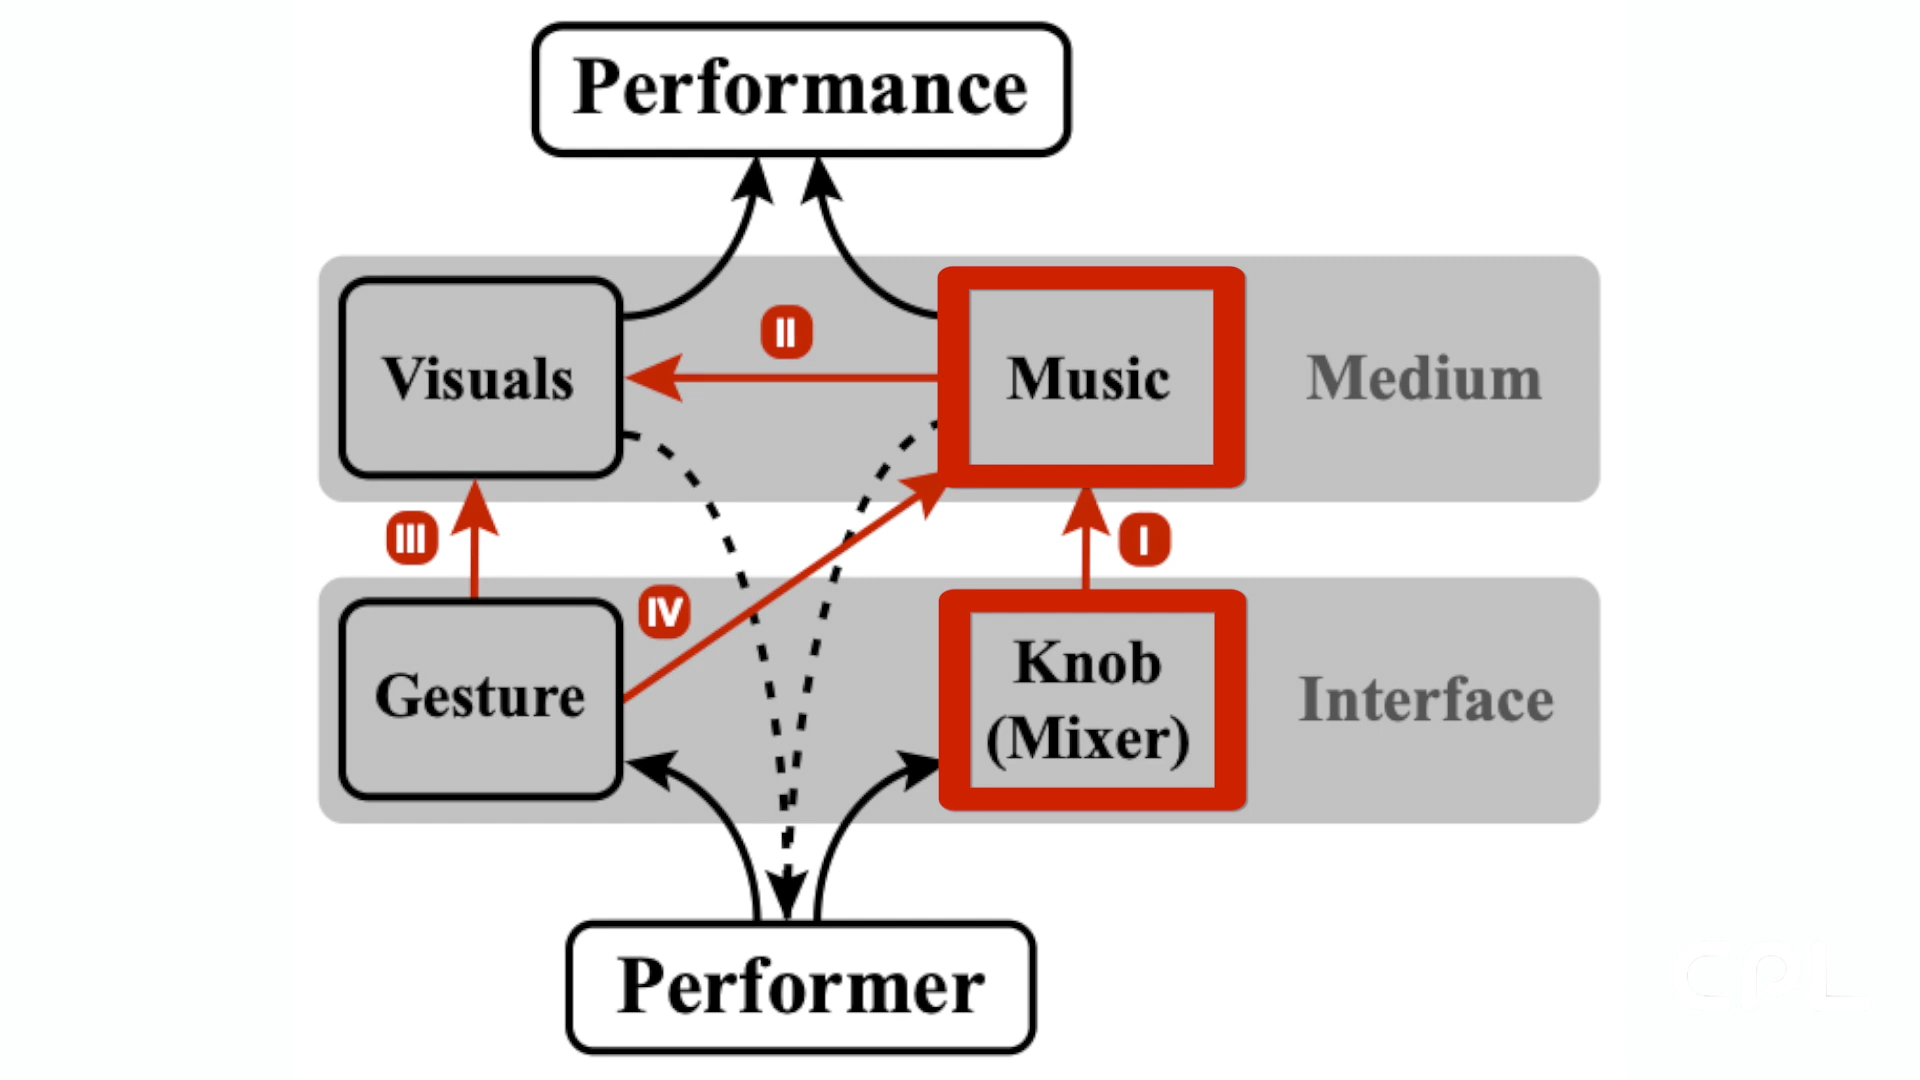 Performance
II
Visuals
Music
Medium
III
I
IV
Gesture
Knob
(Mixer)
Interface
Performer